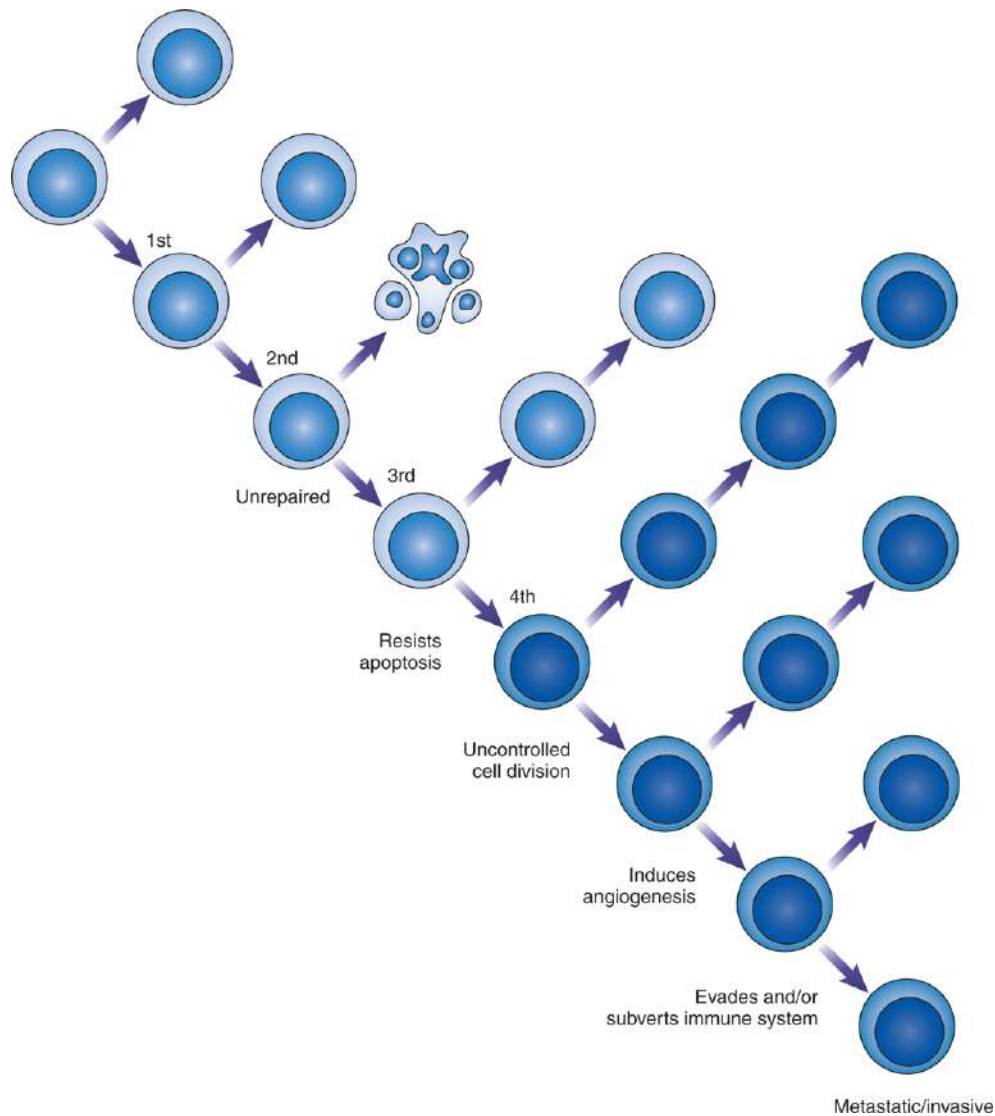 1st
2nd
Unrepaired
3rd
Resists
apoptosis
4th
Uncontrolled
cell division
Induces
angiogenesis
Evades and/or
subverts immune system
Metastatic/invasive